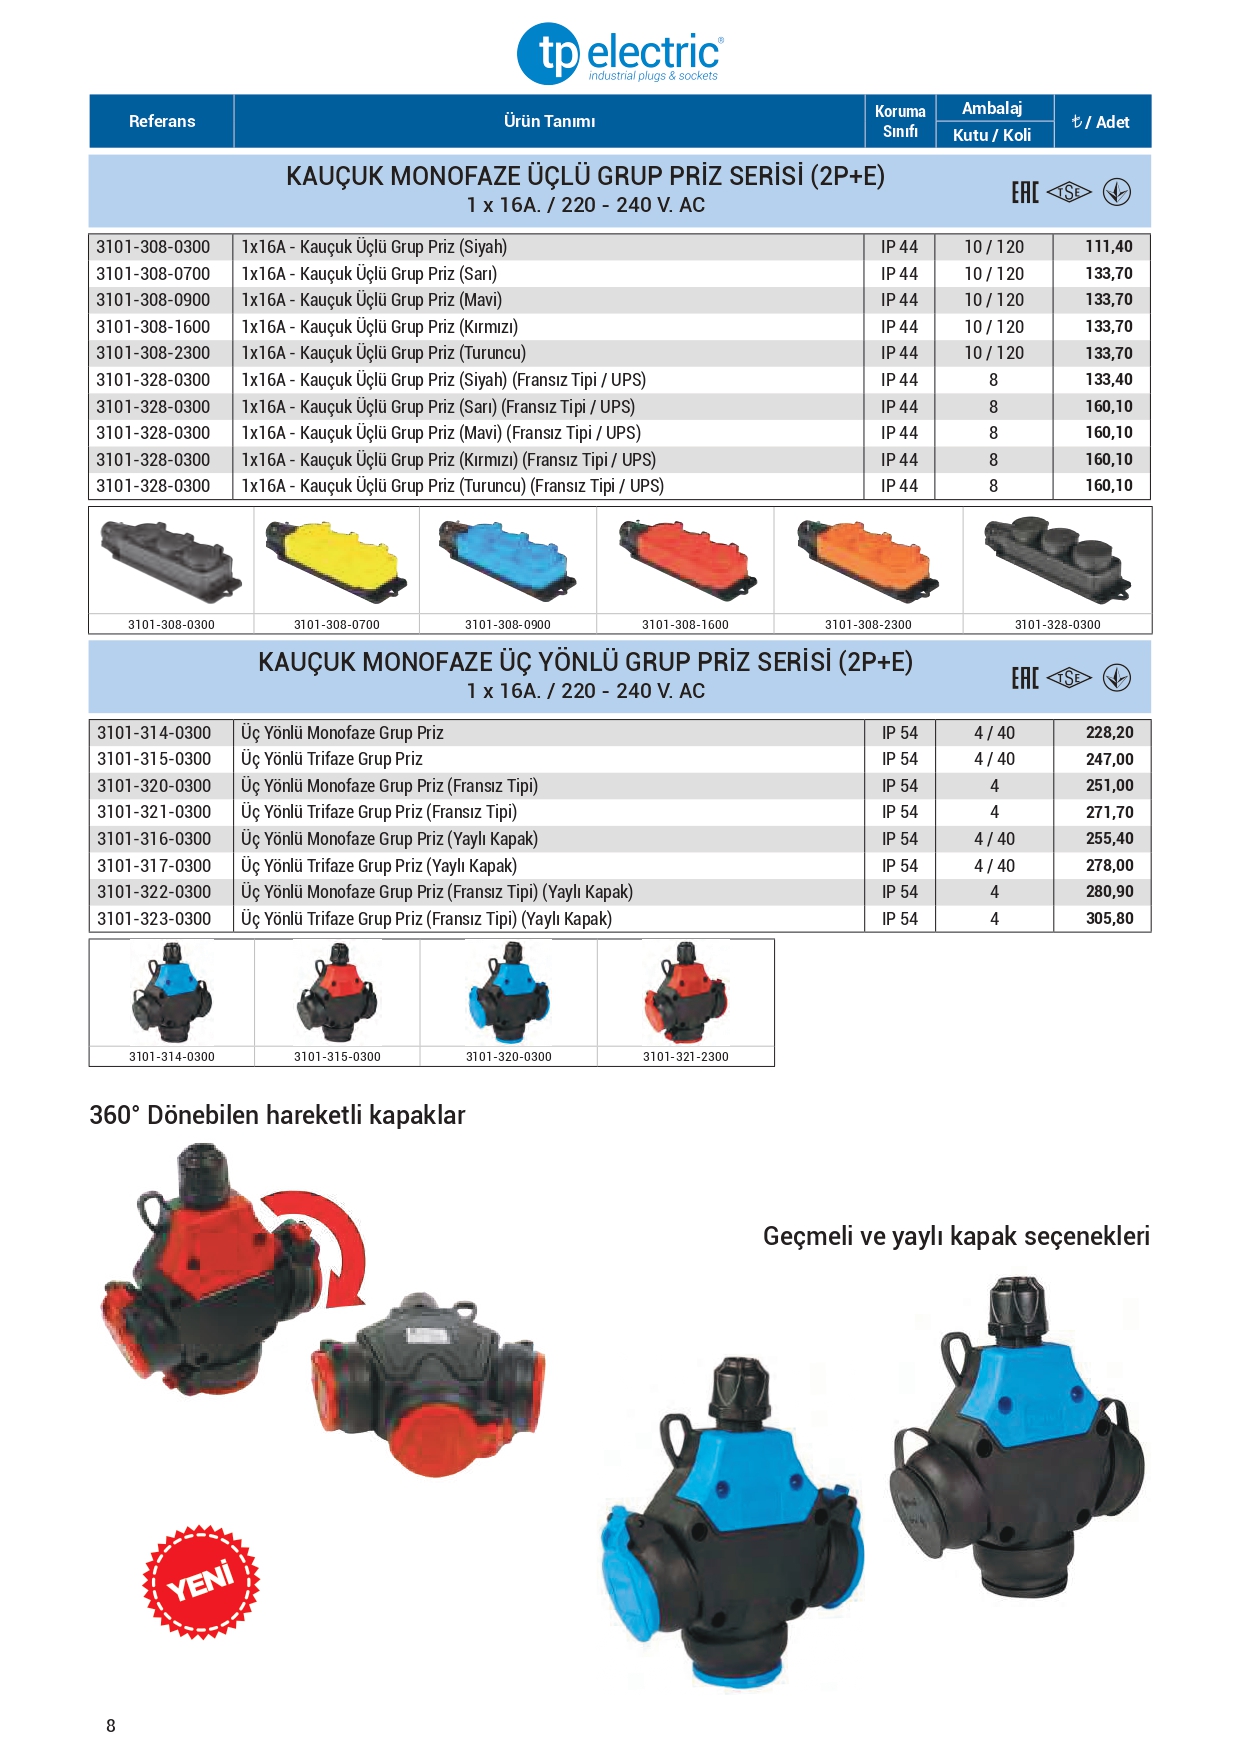 tp electric®
industrial plugs & sockets
Referans Ürün Tanımı Koruma Sınıfı Ambalaj Kutu / Koli ₺ / Adet
KAUÇUK MONOFAZE ÜÇLÜ GRUP PRİZ SERİSİ (2P+E)
1 x 16A. / 220 - 240 V. AC
EAC TSE
3101-308-0300 1x16A - Kauçuk Üçlü Grup Priz (Siyah) IP 44 10 / 120 111,40
3101-308-0700 1x16A - Kauçuk Üçlü Grup Priz (Sarı) IP 44 10 / 120 133,70
3101-308-0900 1x16A - Kauçuk Üçlü Grup Priz (Mavi) IP 44 10 / 120 133,70
3101-308-1600 1x16A - Kauçuk Üçlü Grup Priz (Kırmızı) IP 44 10 / 120 133,70
3101-308-2300 1x16A - Kauçuk Üçlü Grup Priz (Turuncu) IP 44 10 / 120 133,70
3101-328-0300 1x16A - Kauçuk Üçlü Grup Priz (Siyah) (Fransız Tipi / UPS) IP 44 8 133,40
3101-328-0300 1x16A - Kauçuk Üçlü Grup Priz (Sarı) (Fransız Tipi / UPS) IP 44 8 160,10
3101-328-0300 1x16A - Kauçuk Üçlü Grup Priz (Mavi) (Fransız Tipi / UPS) IP 44 8 160,10
3101-328-0300 1x16A - Kauçuk Üçlü Grup Priz (Kırmızı) (Fransız Tipi / UPS) IP 44 8 160,10
3101-328-0300 1x16A - Kauçuk Üçlü Grup Priz (Turuncu) (Fransız Tipi / UPS) IP 44 8 160,10
3101-308-0300 3101-308-0700 3101-308-0900 3101-308-1600 3101-308-2300 3101-328-0300
KAUÇUK MONOFAZE ÜÇ YÖNLÜ GRUP PRİZ SERİSİ (2P+E)
1 x 16A. / 220 - 240 V. AC
EAC TSE
3101-314-0300 Üç Yönlü Monofaze Grup Priz IP 54 4 / 40 228,20
3101-315-0300 Üç Yönlü Trifaze Grup Priz IP 54 4 / 40 247,00
3101-320-0300 Üç Yönlü Monofaze Grup Priz (Fransız Tipi) IP 54 4 251,00
3101-321-0300 Üç Yönlü Trifaze Grup Priz (Fransız Tipi) IP 54 4 271,70
3101-316-0300 Üç Yönlü Monofaze Grup Priz (Yaylı Kapak) IP 54 4 / 40 255,40
3101-317-0300 Üç Yönlü Trifaze Grup Priz (Yaylı Kapak) IP 54 4 / 40 278,00
3101-322-0300 Üç Yönlü Monofaze Grup Priz (Fransız Tipi) (Yaylı Kapak) IP 54 4 280,90
3101-323-0300 Üç Yönlü Trifaze Grup Priz (Fransız Tipi) (Yaylı Kapak) IP 54 4 305,80
3101-314-0300 3101-315-0300 3101-320-0300 3101-321-2300
360° Dönebilen hareketli kapaklar
Geçmeli ve yaylı kapak seçenekleri
YENİ
8